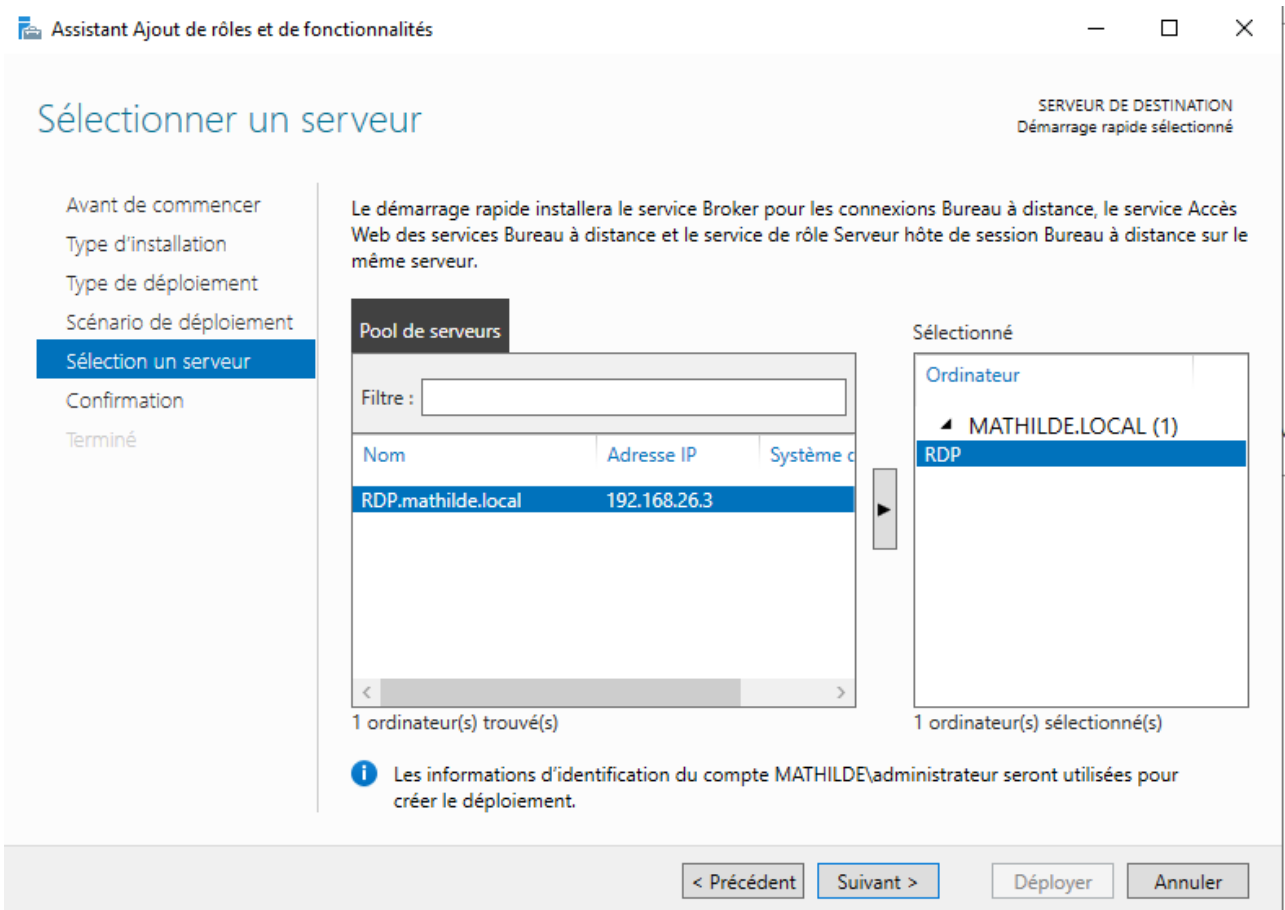 Assistant Ajout de rôles et de fonctionnalités
Sélectionner un serveur
SERVEUR DE DESTINATION
Démarrage rapide sélectionné
Avant de commencer
Type d'installation
Type de déploiement
Scénario de déploiement
Sélection un serveur
Confirmation
Terminé
Le démarrage rapide installera le service Broker pour les connexions Bureau à distance, le service Accès
Web des services Bureau à distance et le service de rôle Serveur hôte de session Bureau à distance sur le
même serveur.
Pool de serveurs
Filtre :
Nom Adresse IP Système d
RDP.mathilde.local 192.168.26.3
1 ordinateur(s) trouvé(s)
Sélectionné
Ordinateur
MATHILDE.LOCAL (1)
RDP
1 ordinateur(s) sélectionné(s)
Les informations d'identification du compte MATHILDE\administrateur seront utilisées pour
créer le déploiement.
< Précédent Suivant > Déployer Annuler